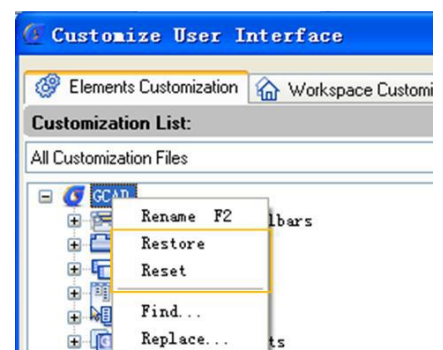 Customize User Interface
Elements Customization Workspace Customi
Customization List:
All Customization Files
GCAD
Rename F2
lbars
Restore
Reset
Find...
Replace... ts